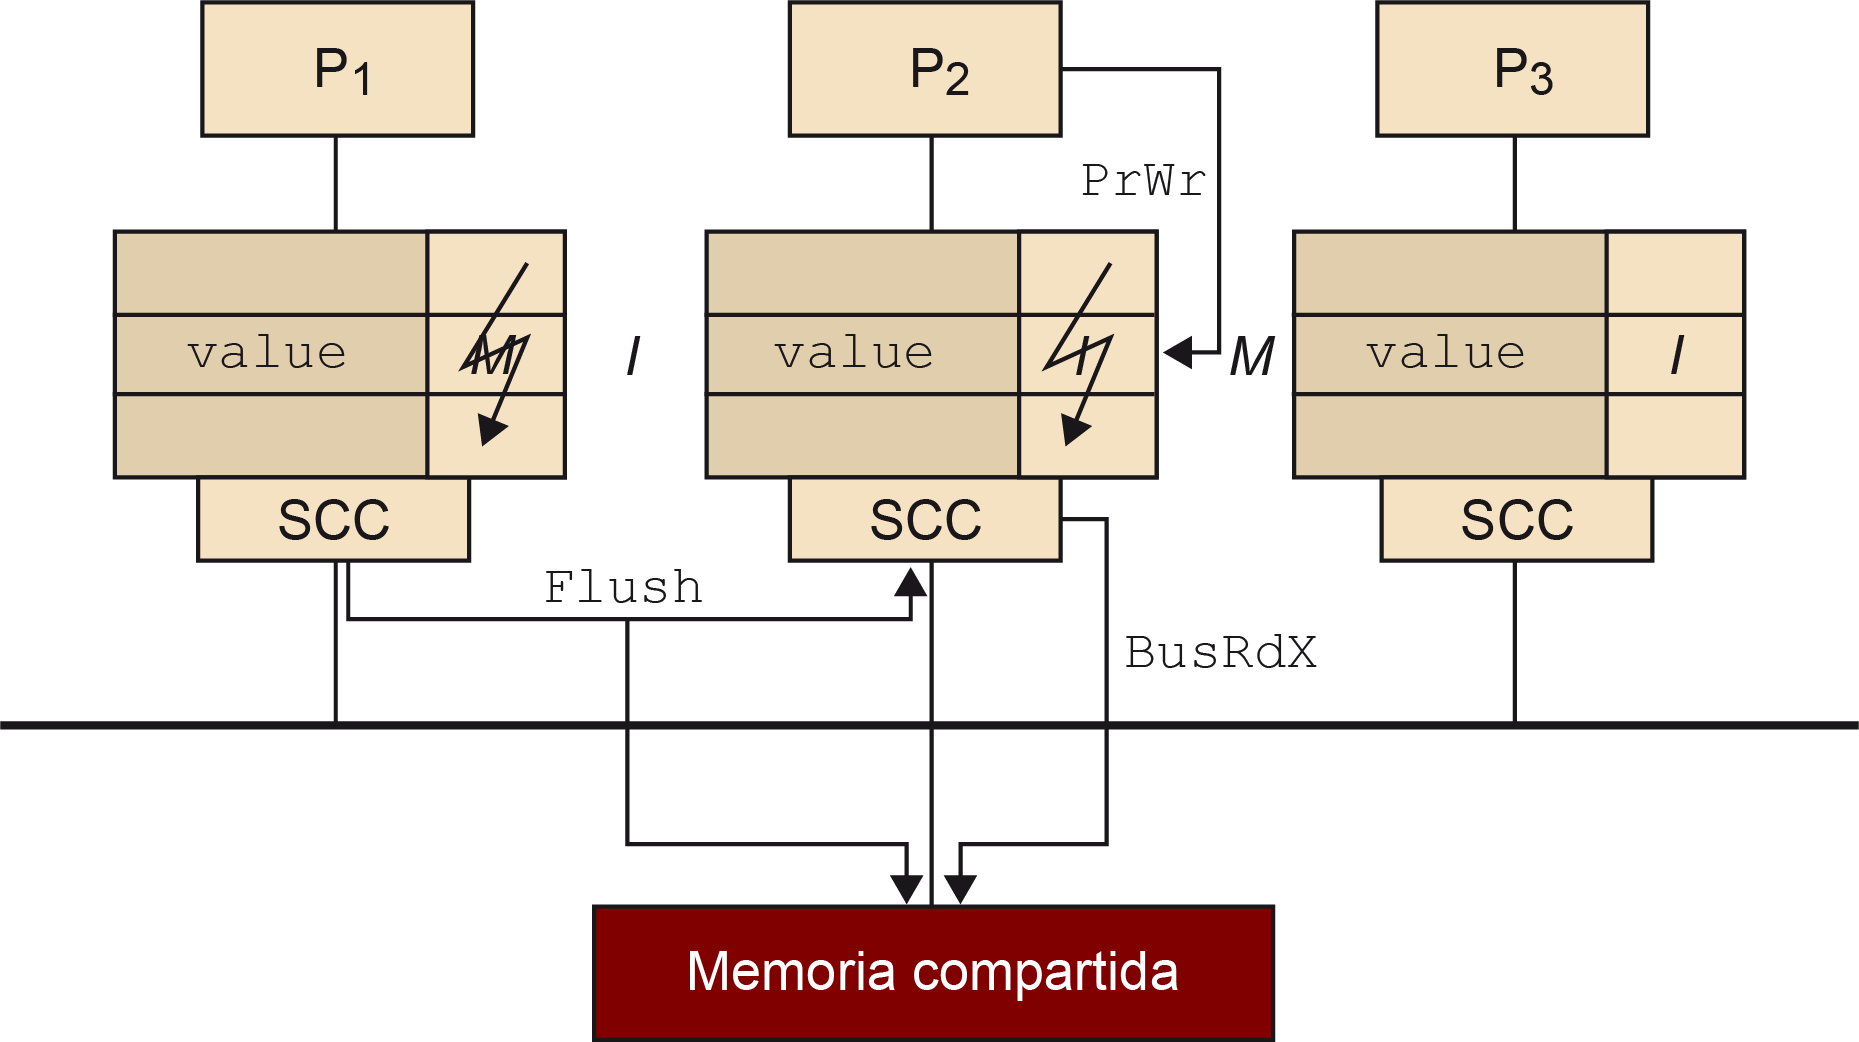 P1
P2
P3
PrWr
value
M
I
value
I
M
value
I
SCC
SCC
SCC
Flush
BusRdX
Memoria compartida